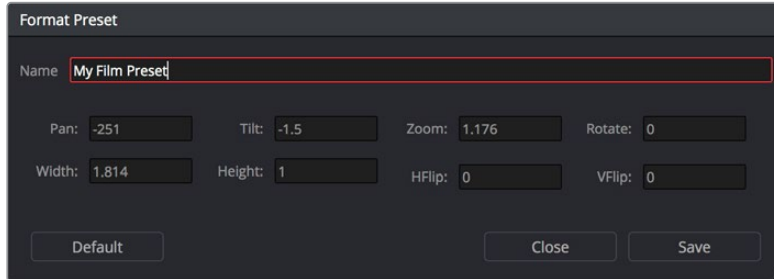 Format Preset
Name My Film Preset
Pan: -251 Tilt: -1.5 Zoom: 1.176 Rotate: 0
Width: 1.814 Height: 1 HFlip: 0 VFlip: 0
Default Close Save